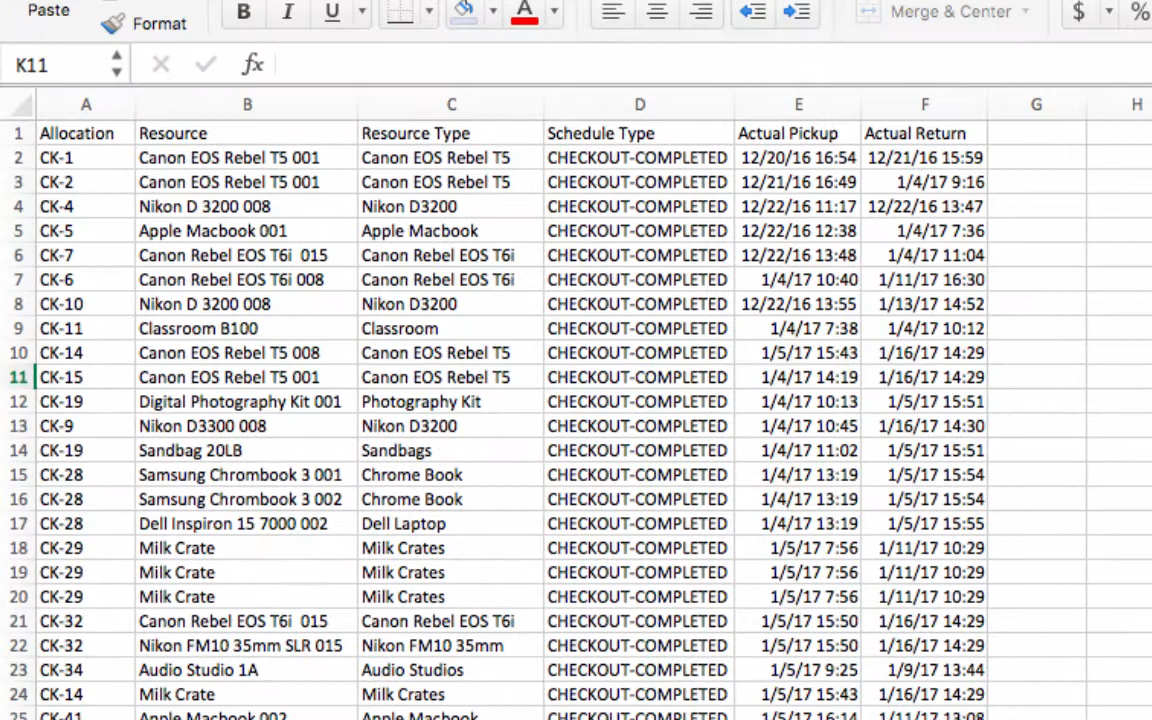 Paste
Format
B I U A Merge & Center $ %
K11 fx
A B C D E F G H
1 Allocation Resource Resource Type Schedule Type Actual Pickup Actual Return
2 CK-1 Canon EOS Rebel T5 001 Canon EOS Rebel T5 CHECKOUT-COMPLETED 12/20/16 16:54 12/21/16 15:59
3 CK-2 Canon EOS Rebel T5 001 Canon EOS Rebel T5 CHECKOUT-COMPLETED 12/21/16 16:49 1/4/17 9:16
4 CK-4 Nikon D 3200 008 Nikon D3200 CHECKOUT-COMPLETED 12/22/16 11:17 12/22/16 13:47
5 CK-5 Apple Macbook 001 Apple Macbook CHECKOUT-COMPLETED 12/22/16 12:38 1/4/17 7:36
6 CK-7 Canon Rebel EOS T6i  015 Canon Rebel EOS T6i CHECKOUT-COMPLETED 12/22/16 13:48 1/4/17 11:04
7 CK-6 Canon Rebel EOS T6i 008 Canon Rebel EOS T6i CHECKOUT-COMPLETED 1/4/17 10:40 1/11/17 16:30
8 CK-10 Nikon D 3200 008 Nikon D3200 CHECKOUT-COMPLETED 12/22/16 13:55 1/13/17 14:52
9 CK-11 Classroom B100 Classroom CHECKOUT-COMPLETED 1/4/17 7:38 1/4/17 10:12
10 CK-14 Canon EOS Rebel T5 008 Canon EOS Rebel T5 CHECKOUT-COMPLETED 1/5/17 15:43 1/16/17 14:29
11 CK-15 Canon EOS Rebel T5 001 Canon EOS Rebel T5 CHECKOUT-COMPLETED 1/4/17 14:19 1/16/17 14:29
12 CK-19 Digital Photography Kit 001 Photography Kit CHECKOUT-COMPLETED 1/4/17 10:13 1/5/17 15:51
13 CK-9 Nikon D3300 008 Nikon D3200 CHECKOUT-COMPLETED 1/4/17 10:45 1/16/17 14:30
14 CK-19 Sandbag 20LB Sandbags CHECKOUT-COMPLETED 1/4/17 11:02 1/5/17 15:51
15 CK-28 Samsung Chrombook 3 001 Chrome Book CHECKOUT-COMPLETED 1/4/17 13:19 1/5/17 15:54
16 CK-28 Samsung Chrombook 3 002 Chrome Book CHECKOUT-COMPLETED 1/4/17 13:19 1/5/17 15:54
17 CK-28 Dell Inspiron 15 7000 002 Dell Laptop CHECKOUT-COMPLETED 1/4/17 13:19 1/5/17 15:55
18 CK-29 Milk Crate Milk Crates CHECKOUT-COMPLETED 1/5/17 7:56 1/11/17 10:29
19 CK-29 Milk Crate Milk Crates CHECKOUT-COMPLETED 1/5/17 7:56 1/11/17 10:29
20 CK-29 Milk Crate Milk Crates CHECKOUT-COMPLETED 1/5/17 7:56 1/11/17 10:29
21 CK-32 Canon Rebel EOS T6i  015 Canon Rebel EOS T6i CHECKOUT-COMPLETED 1/5/17 15:50 1/16/17 14:29
22 CK-32 Nikon FM10 35mm SLR 015 Nikon FM10 35mm CHECKOUT-COMPLETED 1/5/17 15:50 1/16/17 14:29
23 CK-34 Audio Studio 1A Audio Studios CHECKOUT-COMPLETED 1/5/17 9:25 1/9/17 13:44
24 CK-14 Milk Crate Milk Crates CHECKOUT-COMPLETED 1/5/17 15:43 1/16/17 14:29
25 CK-41 Apple Macbook 002 Apple Macbook CHECKOUT-COMPLETED 1/5/17 16:14 1/11/17 13:08